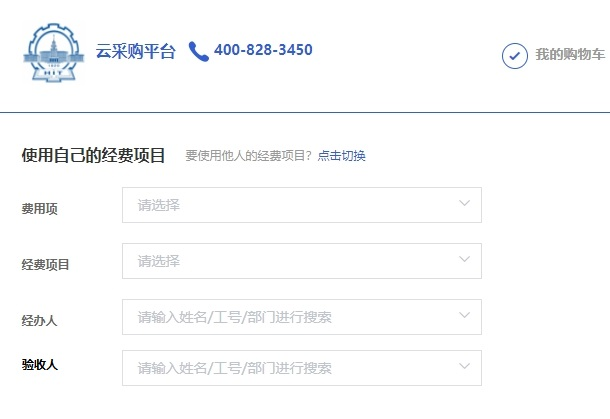 HIT
云采购平台 400-828-3450
我的购物车
使用自己的经费项目 要使用他人的经费项目？点击切换
费用项 请选择
经费项目 请选择
经办人 请输入姓名/工号/部门进行搜索
验收人 请输入姓名/工号/部门进行搜索